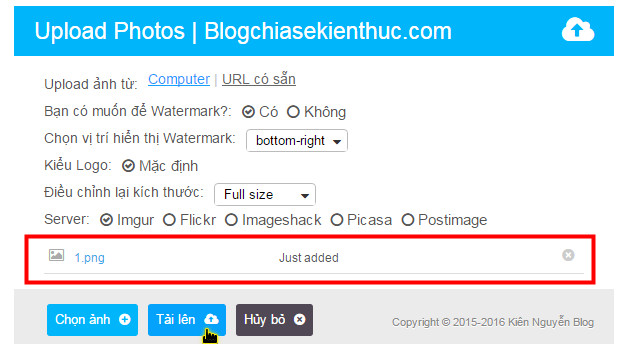 Upload Photos | Blogchiasekienthuc.com
Upload ảnh từ: Computer | URL có sẵn
Bạn có muốn để Watermark?: Có Không
Chọn vị trí hiển thị Watermark: bottom-right
Kiểu Logo: Mặc định
Điều chỉnh lại kích thước: Full size
Server: Imgur Flickr Imageshack Picasa Postimage
1.png Just added
Chọn ảnh Tải lên Hủy bỏ Copyright © 2015-2016 Kiên Nguyễn Blog